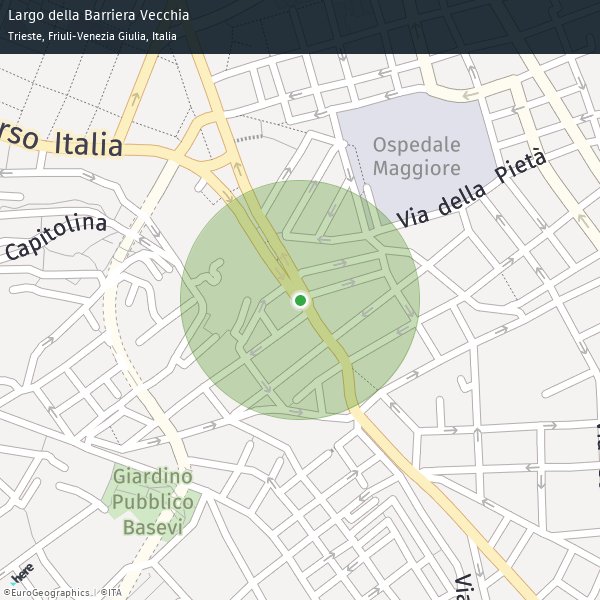 Largo della Barriera Vecchia
Trieste, Friuli-Venezia Giulia, Italia
rso Italia
Ospedale
Maggiore
Via della Pietà
Capitolina
Giardino
Pubblico
Basevi
Via
here
©EuroGeographics | ©ITA